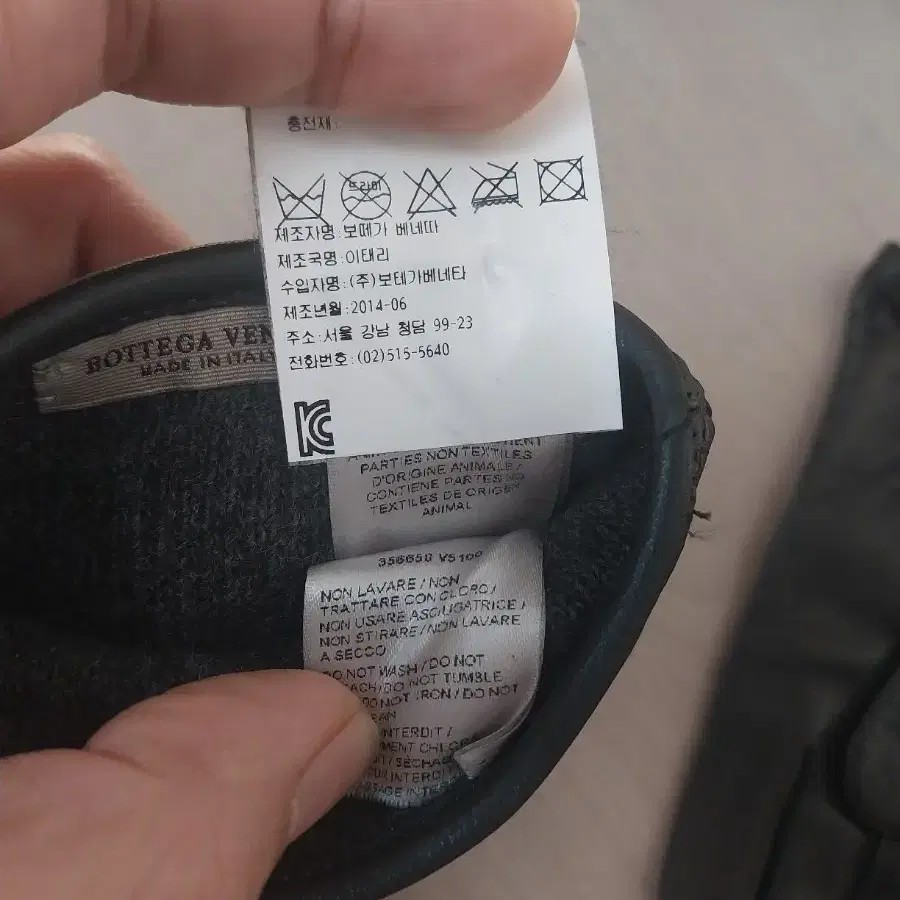 충전재:
드라이
제조자명:보떼가 베네따
제조국명:이태리
수입자명:(주)보테가베네타
제조년월:2014-06
주소:서울 강남 청담 99-23
전화번호:(02)515-5640
BOTTEGA VEN
MADE IN ITAL
PARTIES NON TEXTILES
D'ORIGINE ANIMALE/
CONTIENE PARTES NO
TEXTILES DE ORIGEN
ANIMAL
NON LAVARE/NON
TRATTARE CON CLORO/
NON USARE ASCIUGATRICE/
NON STIRARE/NON LAVARE
A SECCO
DO NOT WASH/DO NOT
DO NOT TUMBLE
DO NOT IRON/DO NOT
INTERDIT/